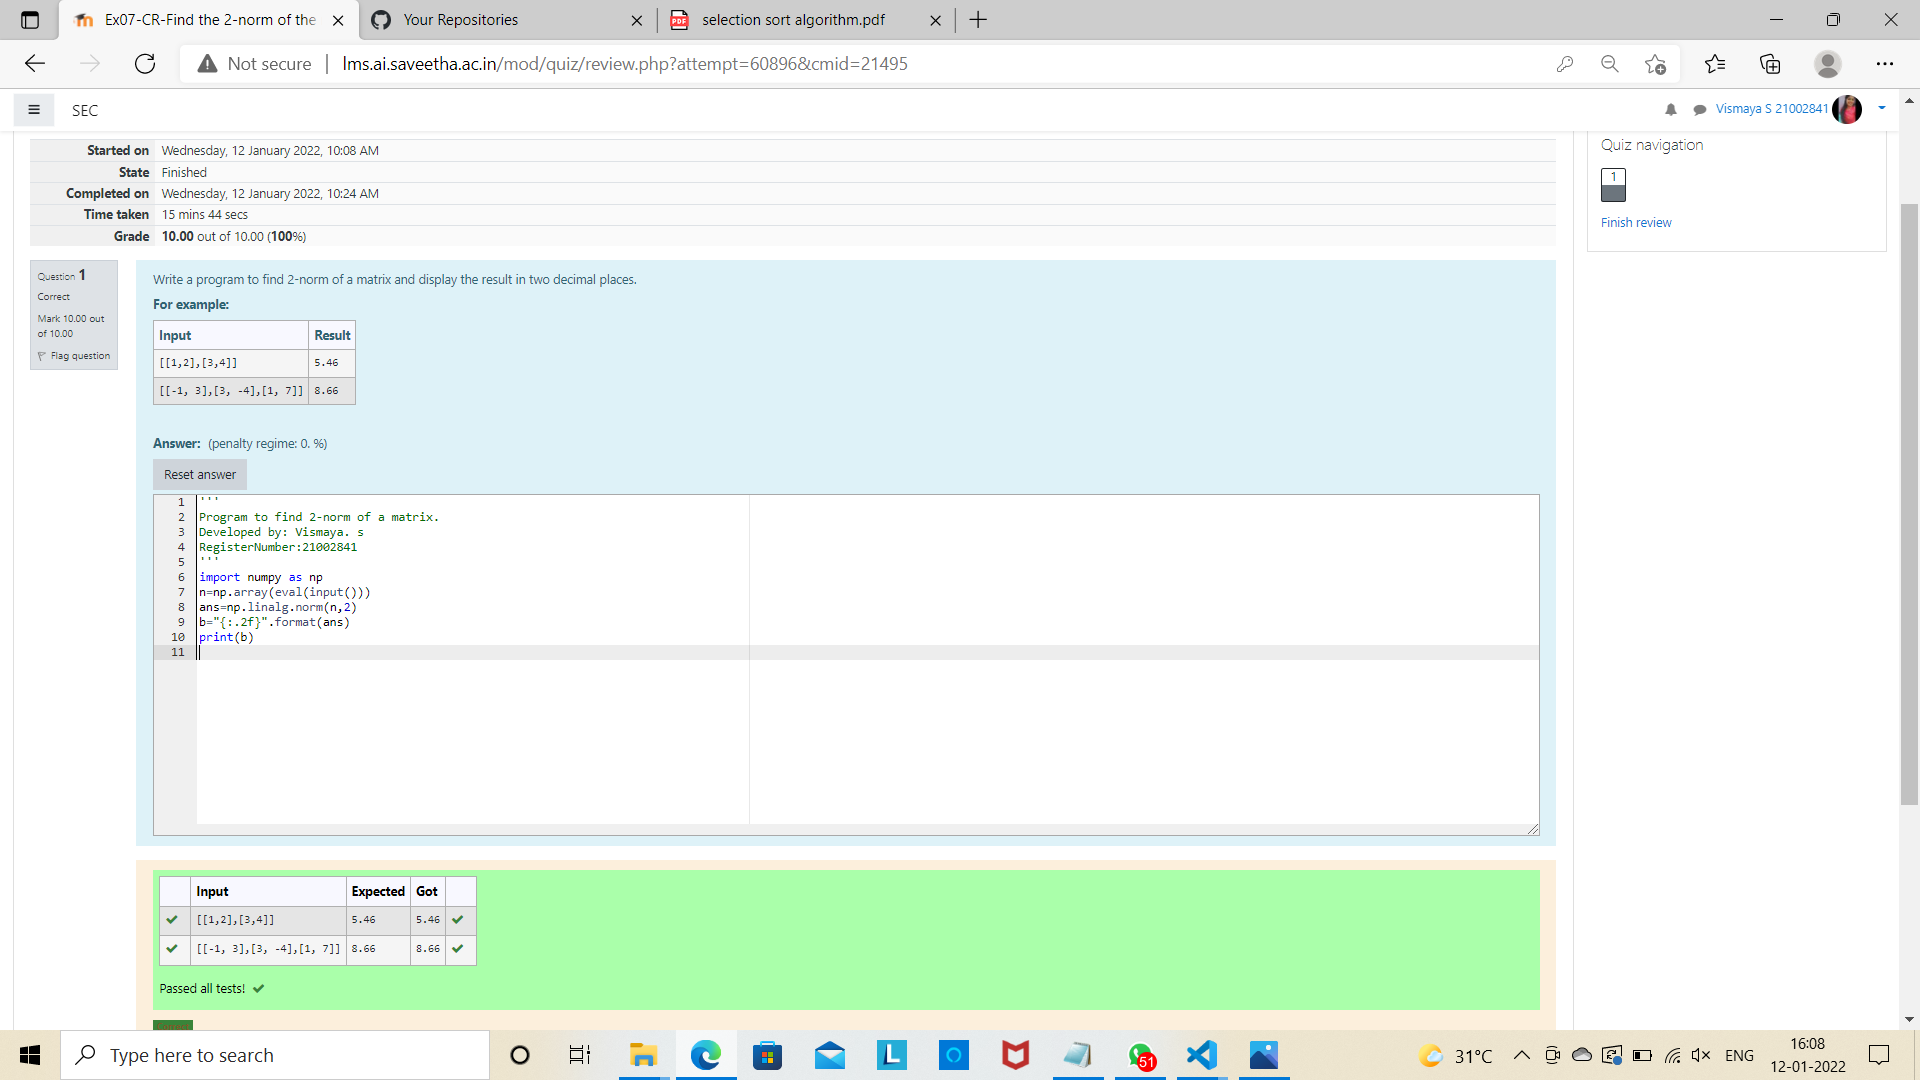 Ex07-CR-Find the 2-norm of the
Your Repositories
selection sort algorithm.pdf
Not secure
lms.ai.saveetha.ac.in/mod/quiz/review.php?attempt=60896&cmid=21495
SEC
Vismaya S 21002841
Started on Wednesday, 12 January 2022, 10:08 AM
State Finished
Completed on Wednesday, 12 January 2022, 10:24 AM
Time taken 15 mins 44 secs
Grade 10.00 out of 10.00 (100%)
Quiz navigation
1
Finish review
Question 1
Correct
Mark 10.00 out
of 10.00
Flag question
Write a program to find 2-norm of a matrix and display the result in two decimal places.
For example:
Input Result
[[1,2],[3,4]] 5.46
[[-1, 3],[3, -4],[1, 7]] 8.66
Answer: (penalty regime: 0. %)
Reset answer
1 '''
2 Program to find 2-norm of a matrix.
3 Developed by: Vismaya. s
4 RegisterNumber:21002841
5 '''
6 import numpy as np
7 n=np.array(eval(input()))
8 ans=np.linalg.norm(n,2)
9 b="{:.2f}".format(ans)
10 print(b)
11
Input Expected Got
[[1,2],[3,4]] 5.46 5.46
[[-1, 3],[3, -4],[1, 7]] 8.66 8.66
Passed all tests!
Type here to search
L
51
31°C
ENG
16:08
12-01-2022